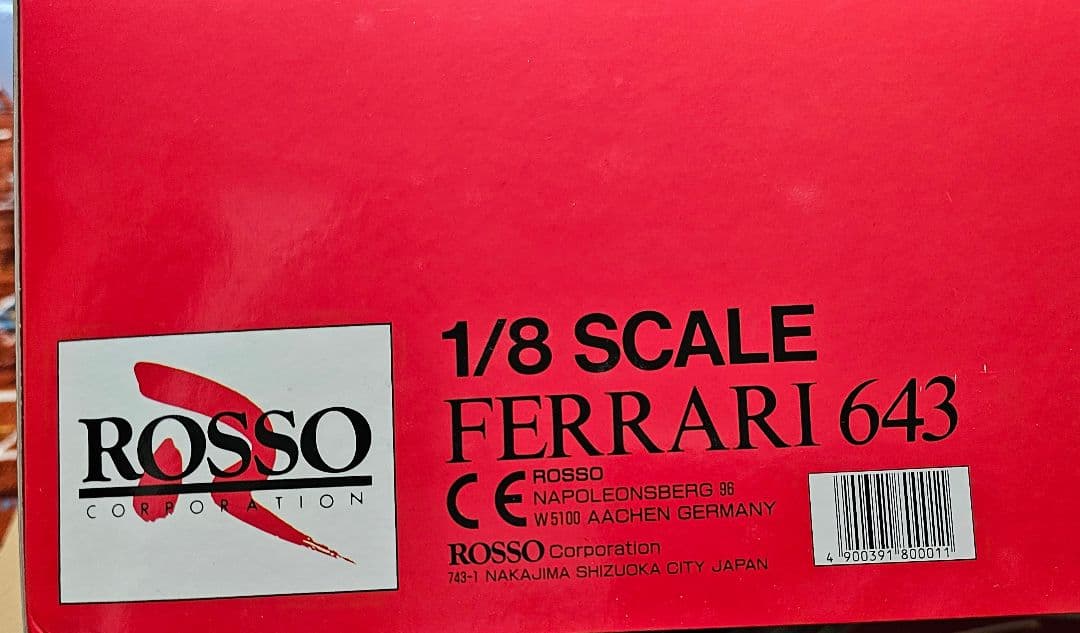 ROSSO
CORPORATION
1/8 SCALE
FERRARI 643
CE ROSSO
NAPOLEONSBERG 96
W5100 AACHEN GERMANY
ROSSO Corporation
743-1 NAKAJIMA SHIZUOKA CITY JAPAN
4 900391 800011